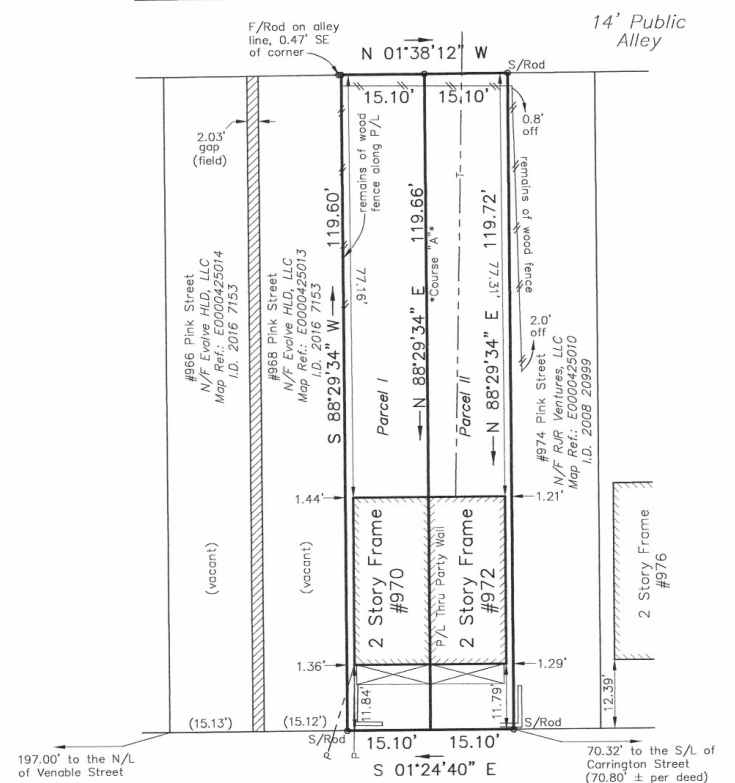 F/Rod on alley
line, 0.47' SE
of corner
N 01°38'12" W
S/Rod
14' Public
Alley
15.10'
15.10'
0.8'
off
2.03'
gap
(field)
remains of wood
fence along P/L
remains of wood fence
S 88°29'34" W
119.60'
77.16'
N 88°29'34" E
119.66'
*Course "A"*
T
N 88°29'34" E
119.72'
77.31'
2.0'
off
#966 Pink Street
N/F Evolve HLD, LLC
Map Ref.: E0000425014
I.D. 2016 7153
#968 Pink Street
N/F Evolve HLD, LLC
Map Ref.: E0000425013
I.D. 2016 7153
Parcel I
Parcel II
#974 Pink Street
N/F RJR Ventures, LLC
Map Ref.: E0000425010
I.D. 2008 20999
1.44'
1.21'
(vacant)
(vacant)
2 Story Frame
#970
P/L Thru Party Wall
2 Story Frame
#972
2 Story Frame
#976
1.36'
1.29'
11.84'
11.79'
12.39'
(15.13')
(15.12')
S/Rod
P
P
15.10'
15.10'
S/Rod
S 01°24'40" E
197.00' to the N/L
of Venable Street
70.32' to the S/L of
Carrington Street
(70.80' ± per deed)